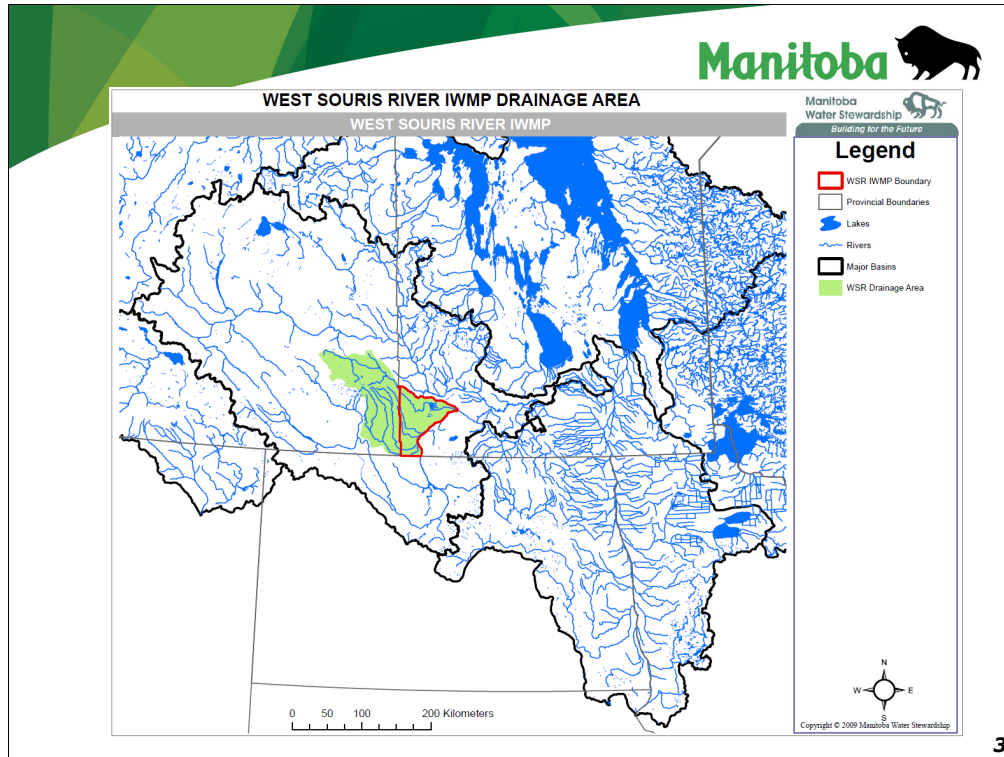 Manitoba
WEST SOURIS RIVER IWMP DRAINAGE AREA
WEST SOURIS RIVER IWMP
Manitoba
Water Stewardship
Building for the Future
Legend
WSR IWMP Boundary
Provincial Boundaries
Lakes
Rivers
Major Basins
WSR Drainage Area
0 50 100 200 Kilometers
N
W E
S
Copyright © 2009 Manitoba Water Stewardship
3